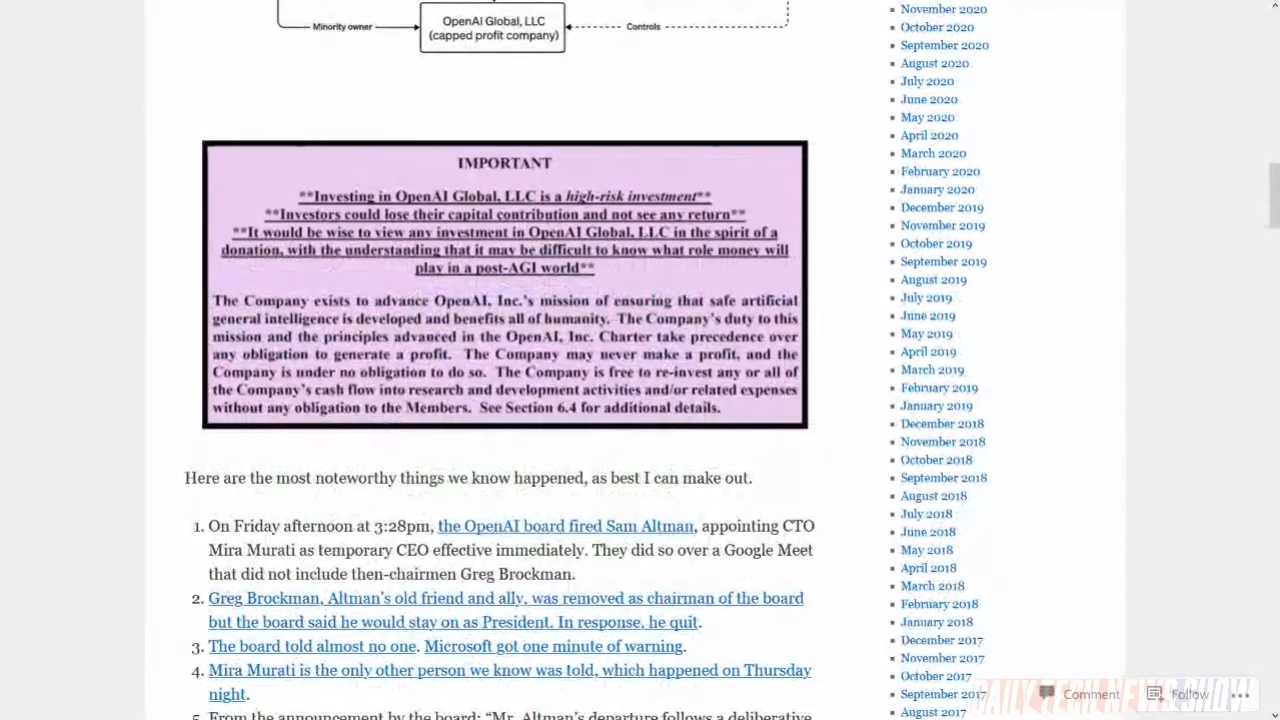 OpenAI Global, LLC
(capped profit company)
Minority owner
Controls
IMPORTANT
**Investing in OpenAI Global, LLC is a high-risk investment**
**Investors could lose their capital contribution and not see any return**
**It would be wise to view any investment in OpenAI Global, LLC in the spirit of a
donation, with the understanding that it may be difficult to know what role money will
play in a post-AGI world**
The Company exists to advance OpenAI, Inc.'s mission of ensuring that safe artificial
general intelligence is developed and benefits all of humanity. The Company's duty to this
mission and the principles advanced in the OpenAI, Inc. Charter take precedence over
any obligation to generate a profit. The Company may never make a profit, and the
Company is under no obligation to do so. The Company is free to re-invest any or all of
the Company's cash flow into research and development activities and/or related expenses
without any obligation to the Members. See Section 6.4 for additional details.
Here are the most noteworthy things we know happened, as best I can make out.
1. On Friday afternoon at 3:28pm, the OpenAI board fired Sam Altman, appointing CTO
Mira Murati as temporary CEO effective immediately. They did so over a Google Meet
that did not include then-chairmen Greg Brockman.
2. Greg Brockman, Altman's old friend and ally, was removed as chairman of the board
but the board said he would stay on as President. In response, he quit.
3. The board told almost no one. Microsoft got one minute of warning.
4. Mira Murati is the only other person we know was told, which happened on Thursday
night.
5. From the announcement by the board: “Mr. Altman's departure follows a deliberative
November 2020
October 2020
September 2020
August 2020
July 2020
June 2020
May 2020
April 2020
March 2020
February 2020
January 2020
December 2019
November 2019
October 2019
September 2019
August 2019
July 2019
June 2019
May 2019
April 2019
March 2019
February 2019
January 2019
December 2018
November 2018
October 2018
September 2018
August 2018
July 2018
June 2018
May 2018
April 2018
March 2018
February 2018
January 2018
December 2017
November 2017
October 2017
September 2017
August 2017
Comment
Follow
DAILY TECH NEWS SHOW